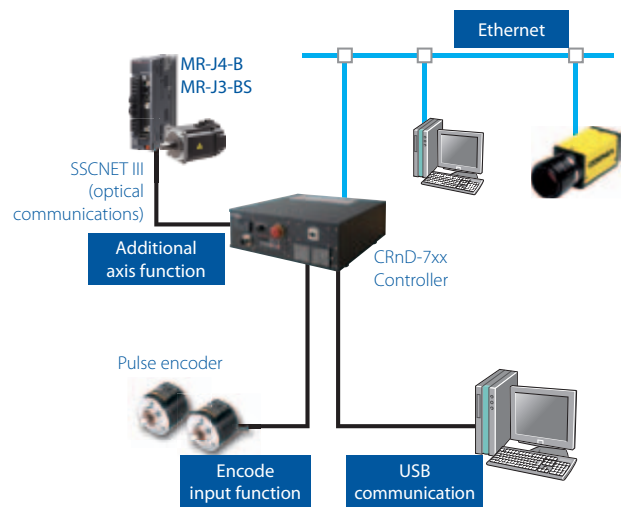 Ethernet
MR-J4-B
MR-J3-BS
SSCNET III
(optical
communications)
Additional
axis function
CRnD-7xx
Controller
Pulse encoder
Encode
input function
USB
communication